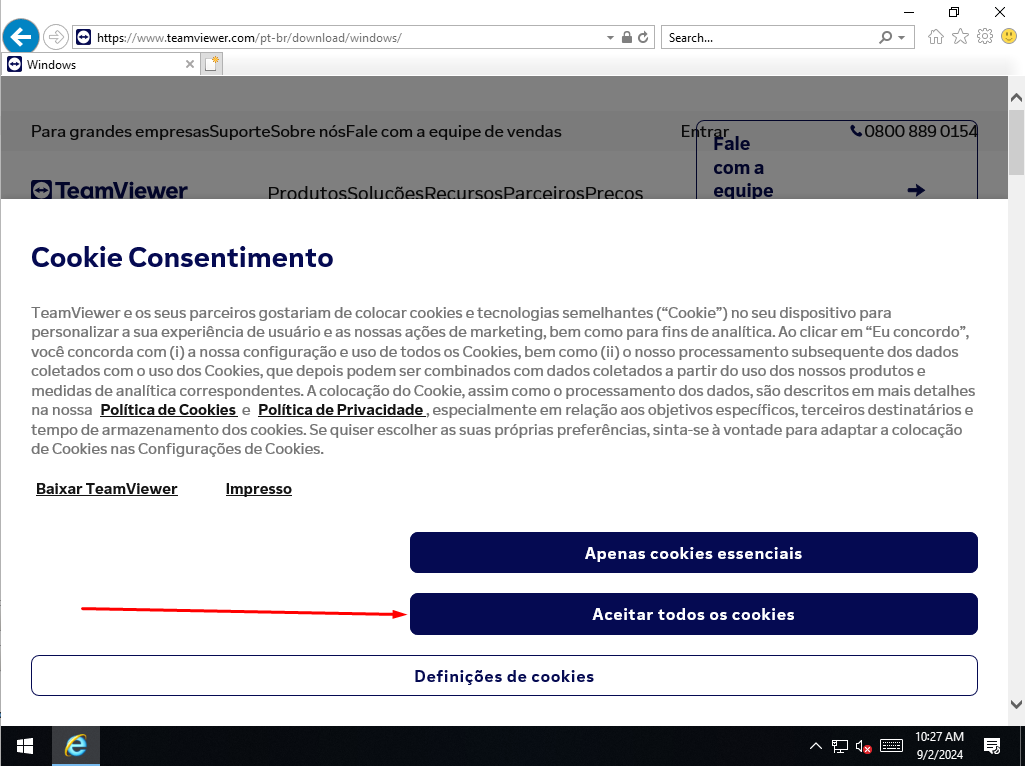 https://www.teamviewer.com/pt-br/download/windows/
Search...
Windows
Para grandes empresasSuporteSobre nósFale com a equipe de vendas
Entrar
0800 889 0154
Fale
com a
equipe
TeamViewer
ProdutosSoluçõesRecursosParceirosPreços
Cookie Consentimento
TeamViewer e os seus parceiros gostariam de colocar cookies e tecnologias semelhantes (“Cookie”) no seu dispositivo para
personalizar a sua experiência de usuário e as nossas ações de marketing, bem como para fins de analítica. Ao clicar em “Eu concordo”,
você concorda com (i) a nossa configuração e uso de todos os Cookies, bem como (ii) o nosso processamento subsequente dos dados
coletados com o uso dos Cookies, que depois podem ser combinados com dados coletados a partir do uso dos nossos produtos e
medidas de analítica correspondentes. A colocação do Cookie, assim como o processamento dos dados, são descritos em mais detalhes
na nossa Política de Cookies e Política de Privacidade , especialmente em relação aos objetivos específicos, terceiros destinatários e
tempo de armazenamento dos cookies. Se quiser escolher as suas próprias preferências, sinta-se à vontade para adaptar a colocação
de Cookies nas Configurações de Cookies.
Baixar TeamViewer
Impresso
Apenas cookies essenciais
Aceitar todos os cookies
Definições de cookies
10:27 AM
9/2/2024